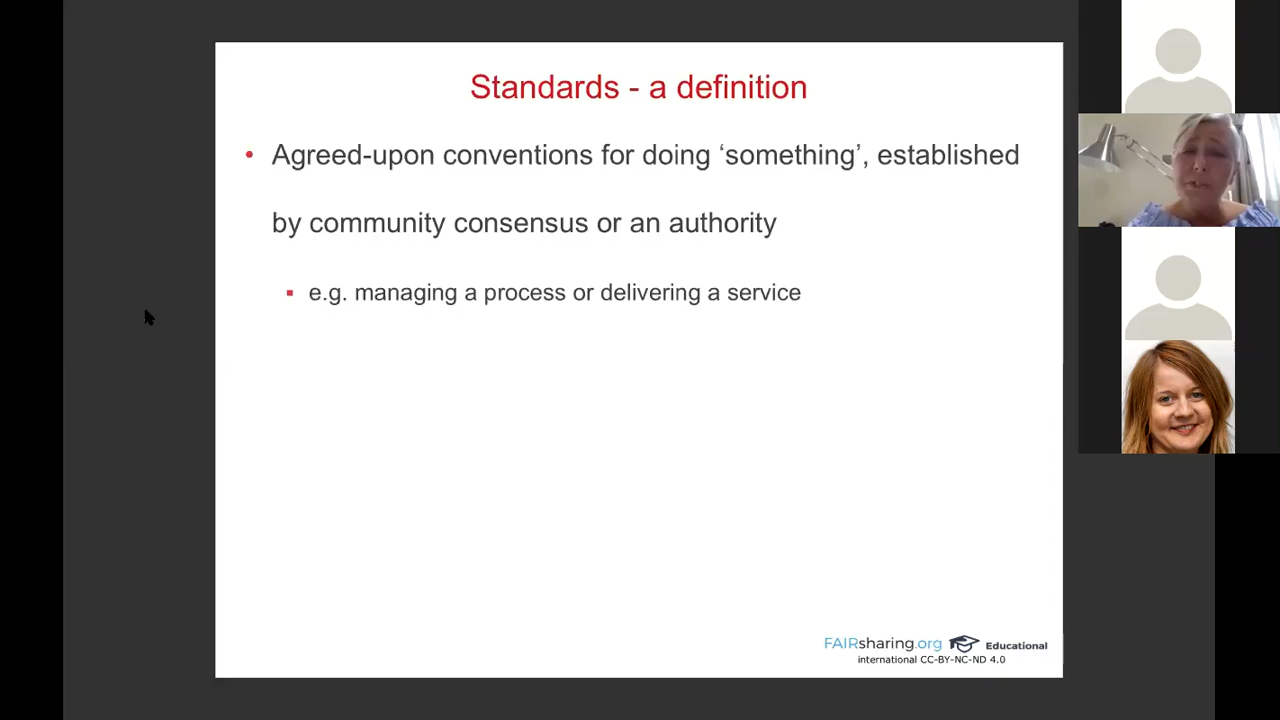 Standards - a definition
• Agreed-upon conventions for doing ‘something’, established
by community consensus or an authority
▪ e.g. managing a process or delivering a service
FAIRsharing.org Educational
international CC-BY-NC-ND 4.0